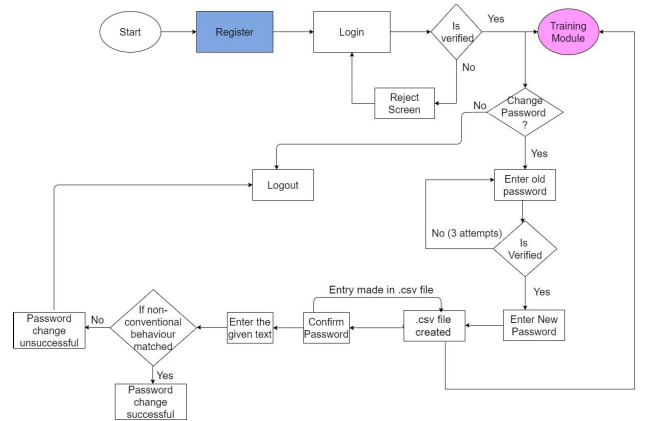 Start
Register
Login
Is
verified
Yes
Training
Module
No
Reject
Screen
No
Change
Password
?
Yes
Logout
Enter old
password
No (3 attempts)
Is
Verified
Yes
Entry made in .csv file
Enter New
Password
.csv file
created
Confirm
Password
Enter the
given text
If non-
conventional
behaviour
matched
No
Password
change
unsuccessful
Yes
Password
change
successful